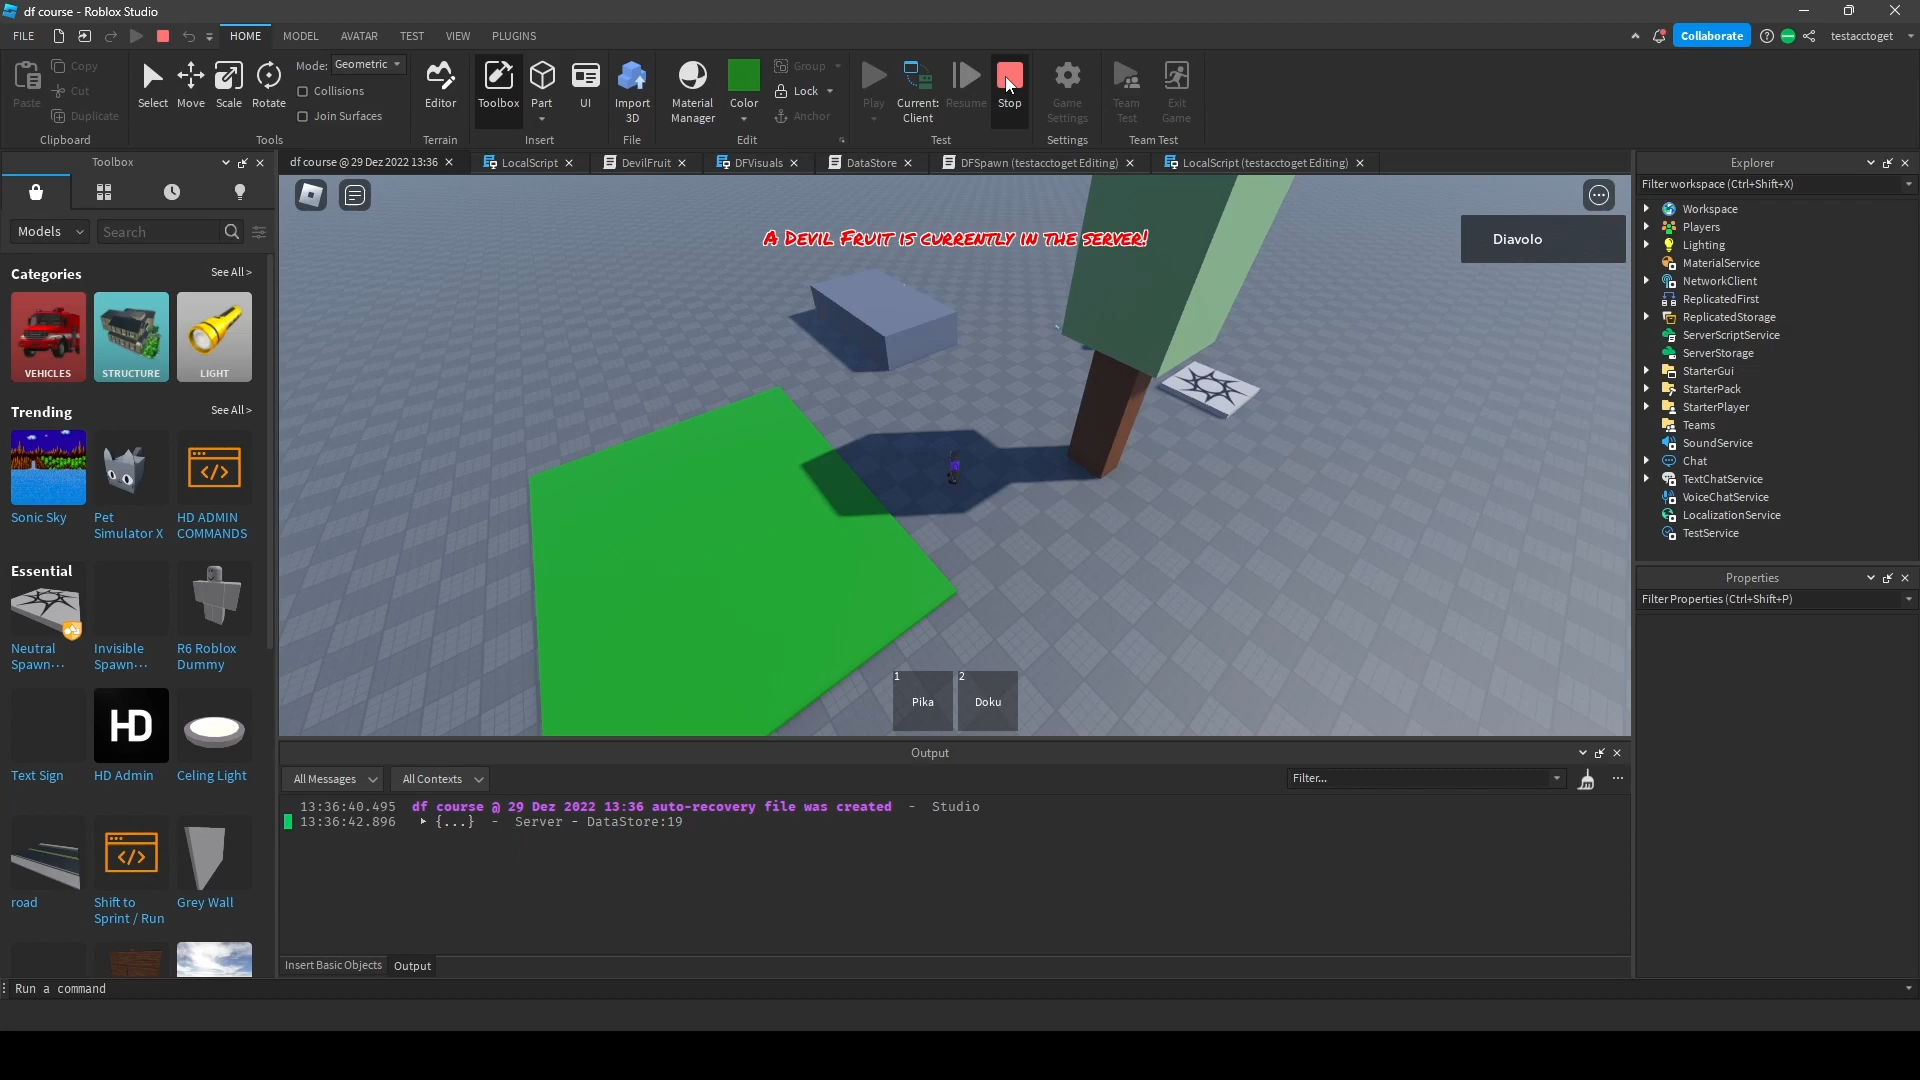 df course - Roblox Studio
FILE
HOME
MODEL
AVATAR
TEST
VIEW
PLUGINS
Collaborate
testacctoget
Paste
Copy
Cut
Duplicate
Clipboard
Select
Move
Scale
Rotate
Mode: Geometric
Collisions
Join Surfaces
Tools
Editor
Terrain
Toolbox
Part
UI
Insert
Import
3D
File
Material
Manager
Color
Group
Lock
Anchor
Edit
Play
Current:
Client
Resume
Stop
Test
Game
Settings
Settings
Team
Test
Exit
Game
Team Test
Toolbox
df course @ 29 Dez 2022 13:36
LocalScript
DevilFruit
DFVisuals
DataStore
DFSpawn (testacctoget Editing)
LocalScript (testacctoget Editing)
Models
Search
Categories
See All >
VEHICLES
STRUCTURE
LIGHT
Trending
See All >
Sonic Sky
Pet
Simulator X
HD ADMIN
COMMANDS
Essential
Neutral
Spawn...
Invisible
Spawn...
R6 Roblox
Dummy
HD
Text Sign
HD Admin
Celing Light
road
Shift to
Sprint / Run
Grey Wall
A Devil Fruit is currently in the server!
Diavolo
1
Pika
2
Doku
Output
All Messages
All Contexts
Filter...
13:36:40.495 df course @ 29 Dez 2022 13:36 auto-recovery file was created - Studio
13:36:42.896 ▸ {...} - Server - DataStore:19
Insert Basic Objects
Output
Run a command
Explorer
Filter workspace (Ctrl+Shift+X)
Workspace
Players
Lighting
MaterialService
NetworkClient
ReplicatedFirst
ReplicatedStorage
ServerScriptService
ServerStorage
StarterGui
StarterPack
StarterPlayer
Teams
SoundService
Chat
TextChatService
VoiceChatService
LocalizationService
TestService
Properties
Filter Properties (Ctrl+Shift+P)